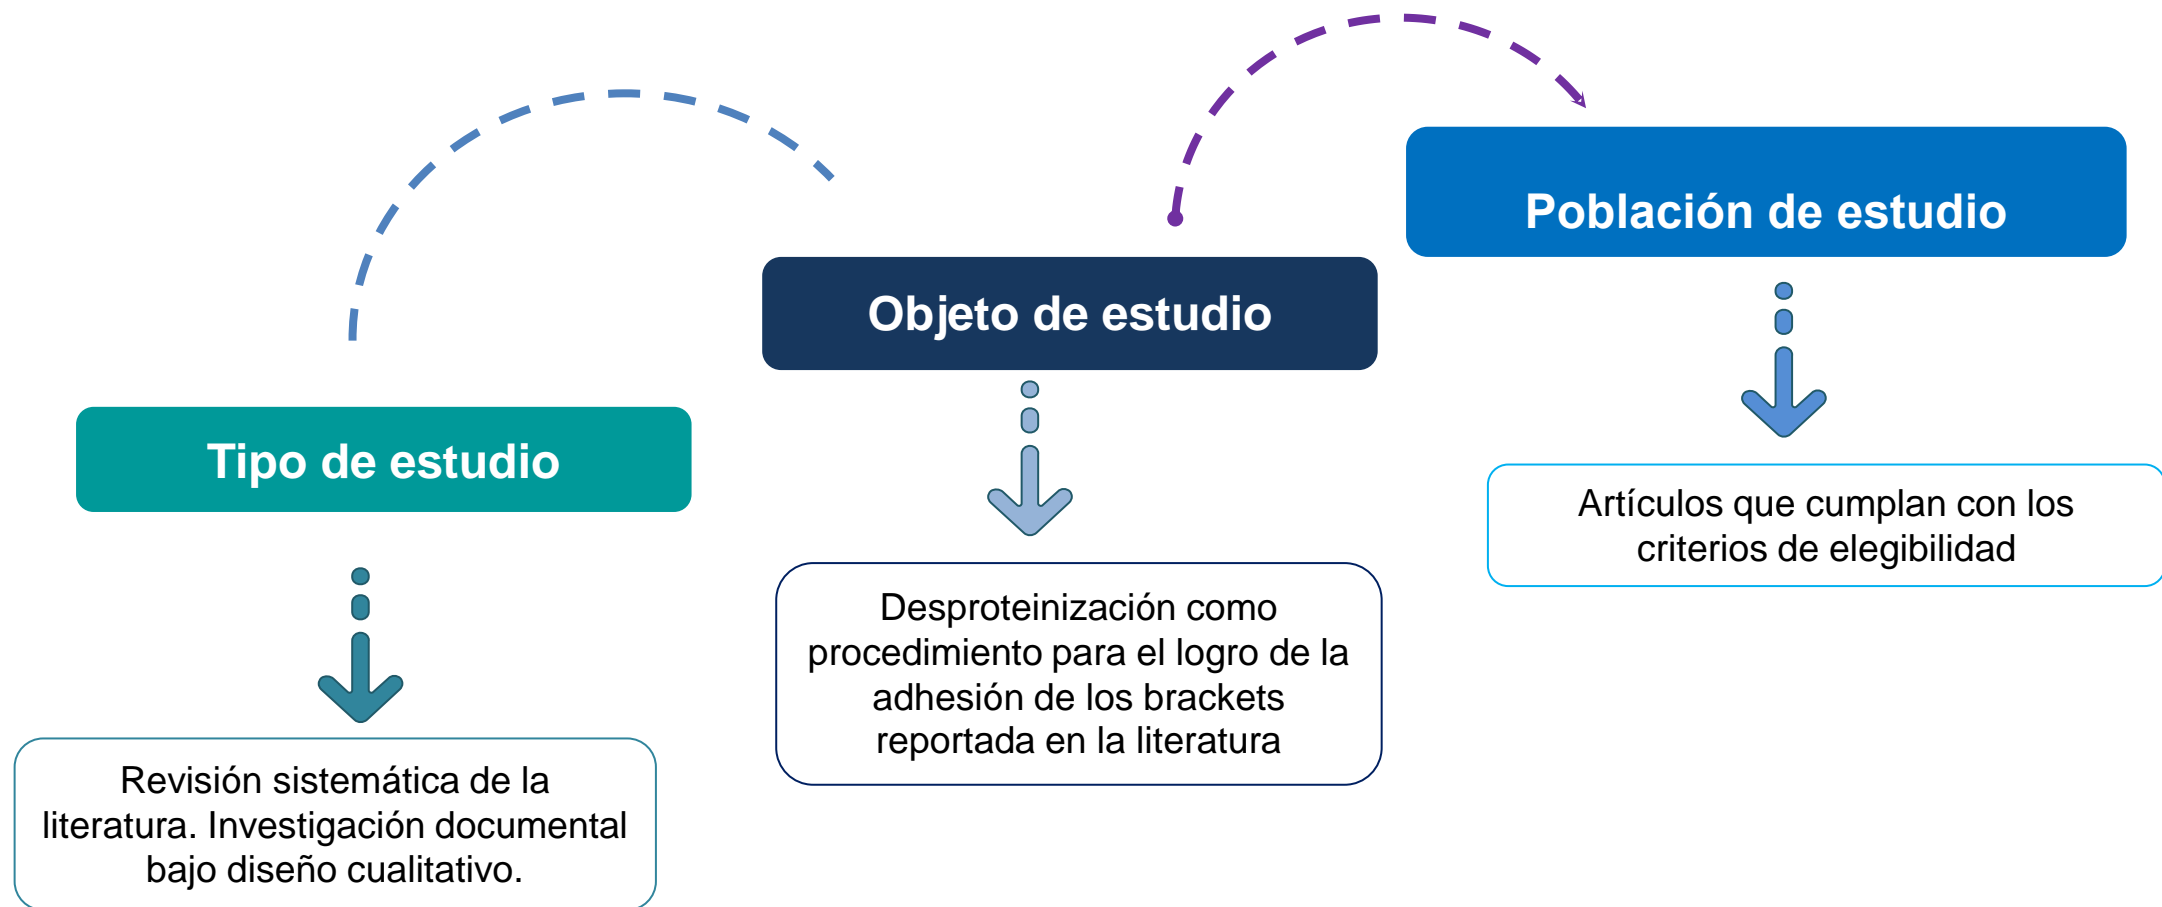 Tipo de estudio
Revisión sistemática de la
literatura. Investigación documental
bajo diseño cualitativo.
Objeto de estudio
Desproteinización como
procedimiento para el logro de la
adhesión de los brackets
reportada en la literatura
Población de estudio
Artículos que cumplan con los
criterios de elegibilidad